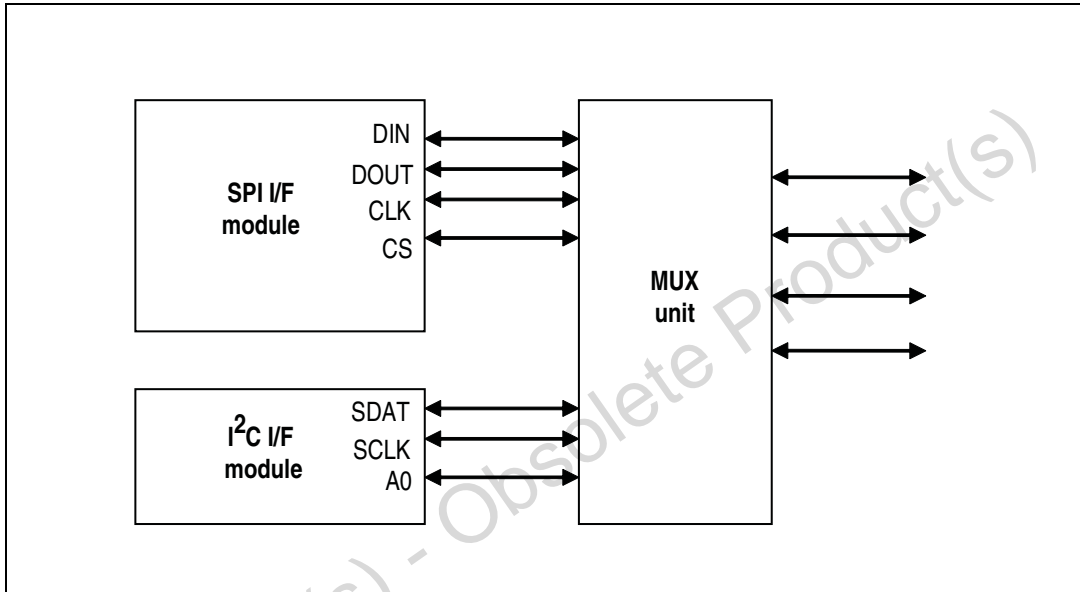 SPI I/F
module
DIN
DOUT
CLK
CS
I²C I/F
module
SDAT
SCLK
A0
MUX
unit
(s) - Obsolete Product(s)